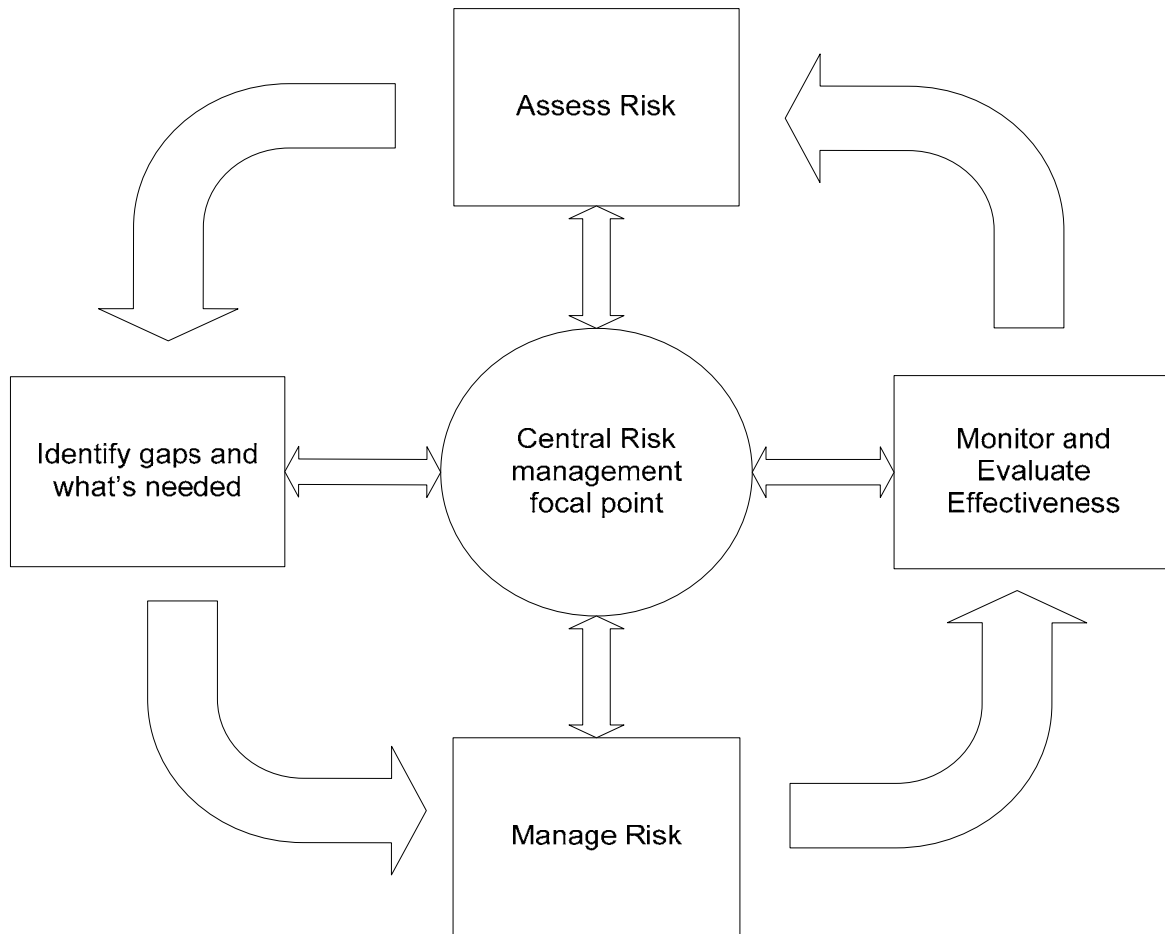 Assess Risk
Identify gaps and
what’s needed
Central Risk
management
focal point
Monitor and
Evaluate
Effectiveness
Manage Risk